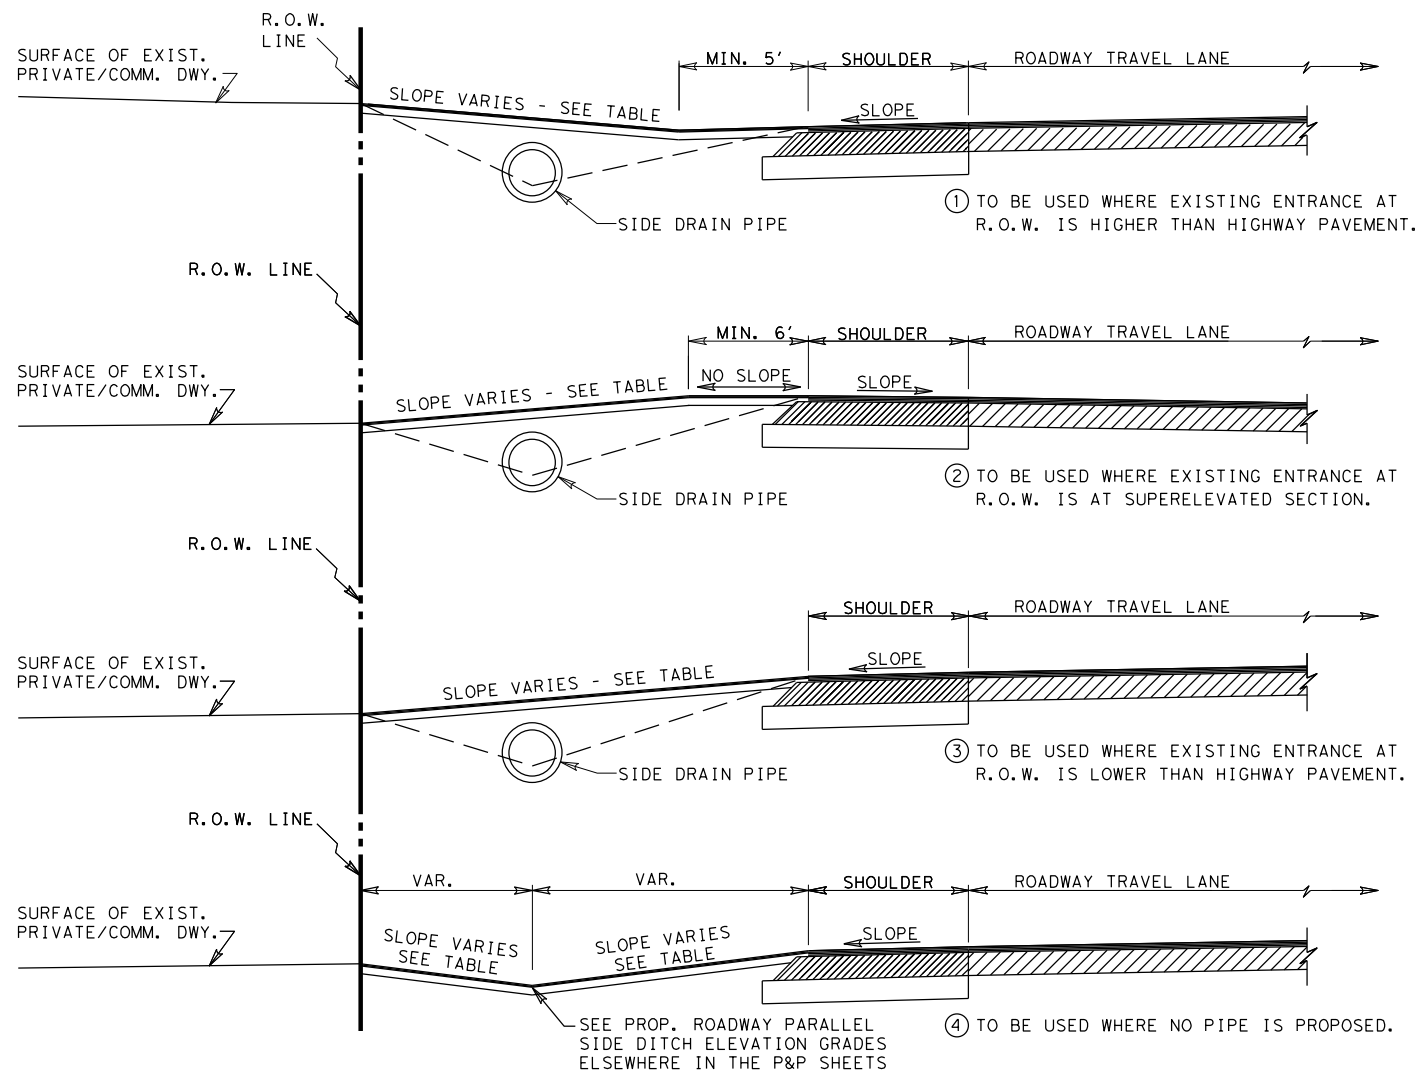 R.O.W.
LINE
SURFACE OF EXIST.
PRIVATE/COMM. DWY.
SLOPE VARIES - SEE TABLE
MIN. 5'
SHOULDER
ROADWAY TRAVEL LANE
SLOPE
SIDE DRAIN PIPE
1 TO BE USED WHERE EXISTING ENTRANCE AT
R.O.W. IS HIGHER THAN HIGHWAY PAVEMENT.
R.O.W. LINE
SURFACE OF EXIST.
PRIVATE/COMM. DWY.
SLOPE VARIES - SEE TABLE
MIN. 6'
NO SLOPE
SHOULDER
ROADWAY TRAVEL LANE
SLOPE
SIDE DRAIN PIPE
2 TO BE USED WHERE EXISTING ENTRANCE AT
R.O.W. IS AT SUPERELEVATED SECTION.
R.O.W. LINE
SURFACE OF EXIST.
PRIVATE/COMM. DWY.
SLOPE VARIES - SEE TABLE
SHOULDER
ROADWAY TRAVEL LANE
SLOPE
SIDE DRAIN PIPE
3 TO BE USED WHERE EXISTING ENTRANCE AT
R.O.W. IS LOWER THAN HIGHWAY PAVEMENT.
R.O.W. LINE
SURFACE OF EXIST.
PRIVATE/COMM. DWY.
VAR.
VAR.
SHOULDER
ROADWAY TRAVEL LANE
SLOPE VARIES
SEE TABLE
SLOPE VARIES
SEE TABLE
SLOPE
SEE PROP. ROADWAY PARALLEL
SIDE DITCH ELEVATION GRADES
ELSEWHERE IN THE P&P SHEETS
4 TO BE USED WHERE NO PIPE IS PROPOSED.